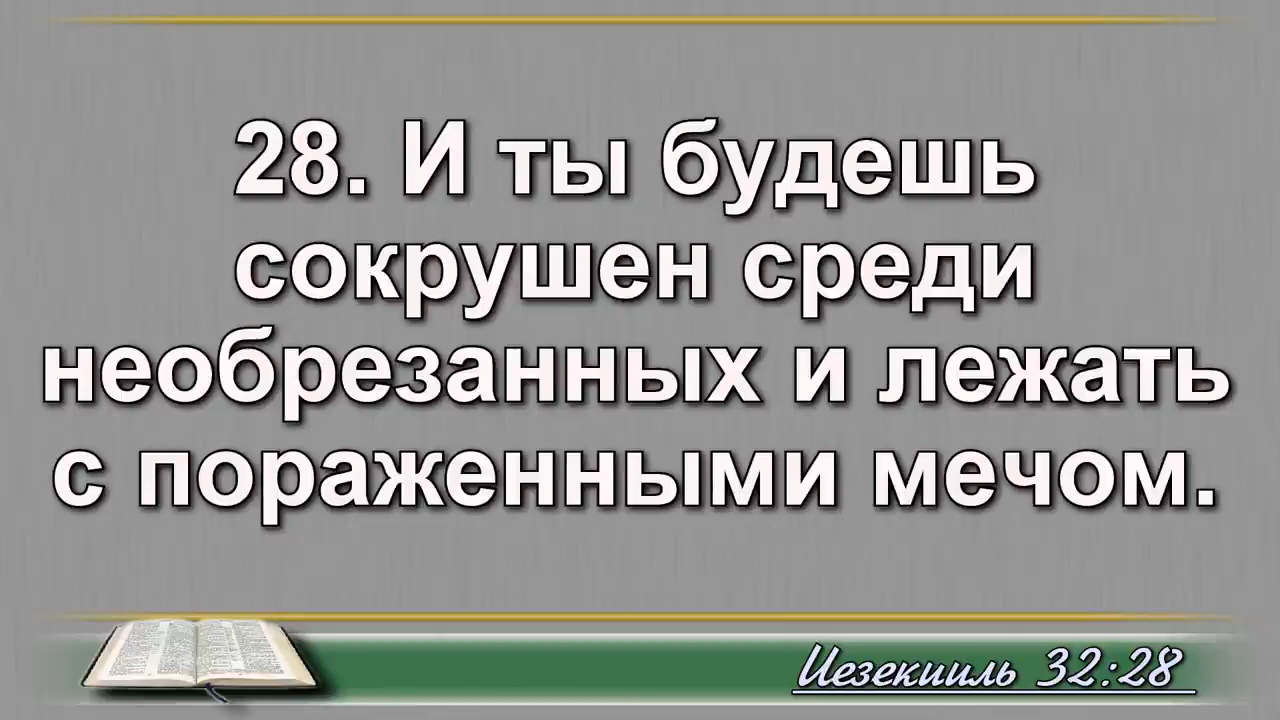 28. И ты будешь
сокрушен среди
необрезанных и лежать
с пораженными мечом.
Иезекииль 32:28